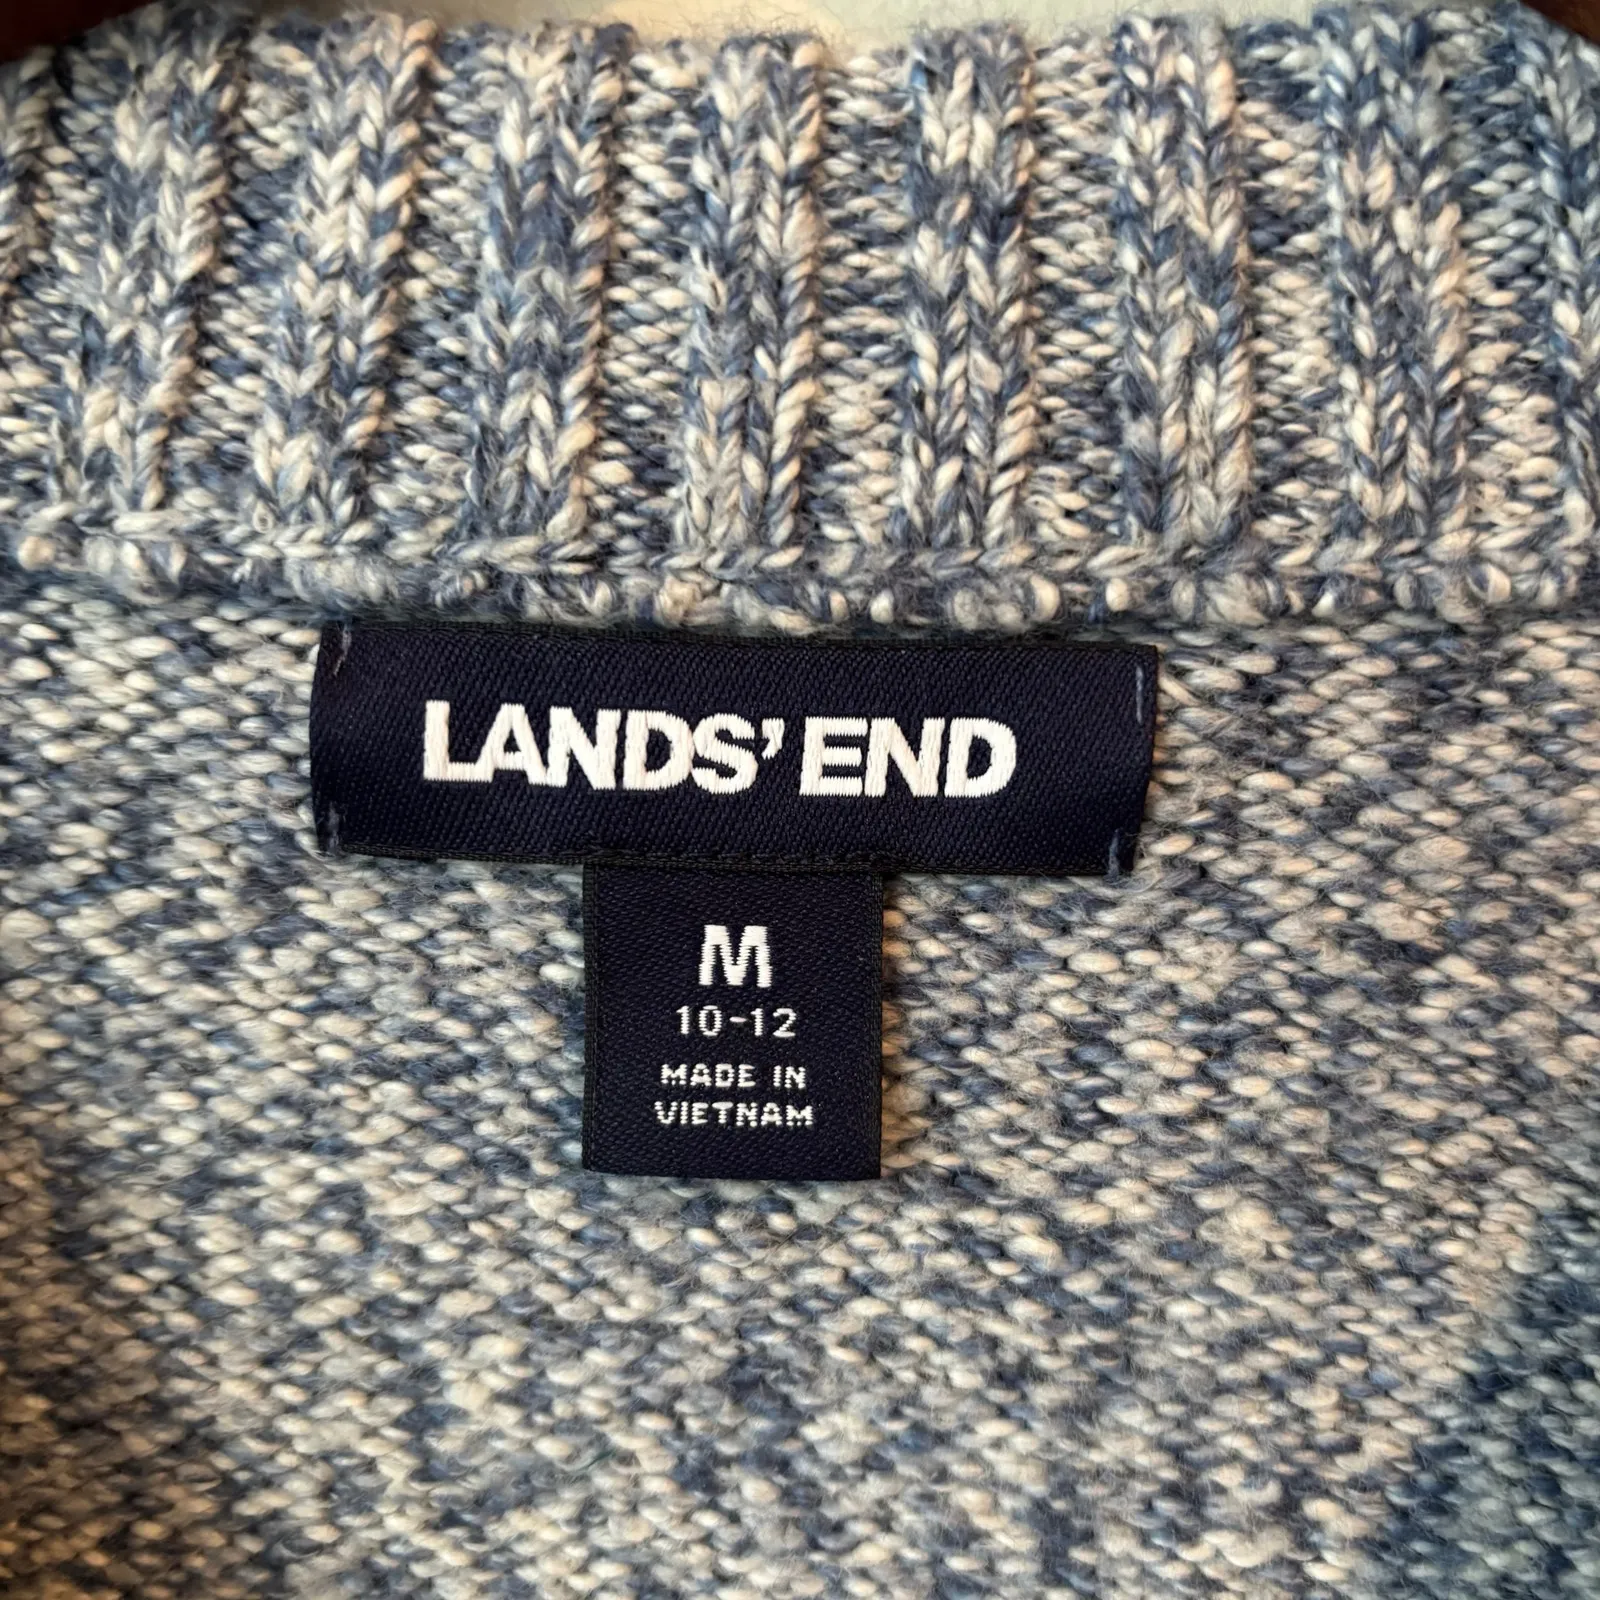 LANDS' END
M
10-12
MADE IN
VIETNAM